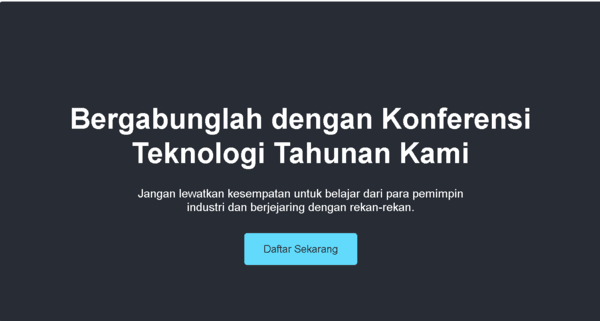 Bergabunglah dengan Konferensi
Teknologi Tahunan Kami
Jangan lewatkan kesempatan untuk belajar dari para pemimpin
industri dan berjejaring dengan rekan-rekan.
Daftar Sekarang